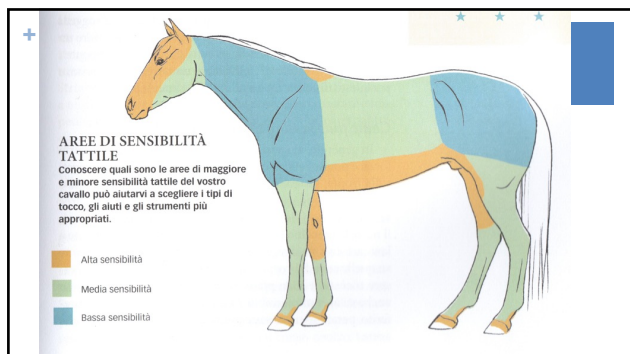 +
AREE DI SENSIBILITÀ
TATTILE
Conoscere quali sono le aree di maggiore
e minore sensibilità tattile del vostro
cavallo può aiutarvi a scegliere i tipi di
tocco, gli aiuti e gli strumenti più
appropriati.
Alta sensibilità
Media sensibilità
Bassa sensibilità